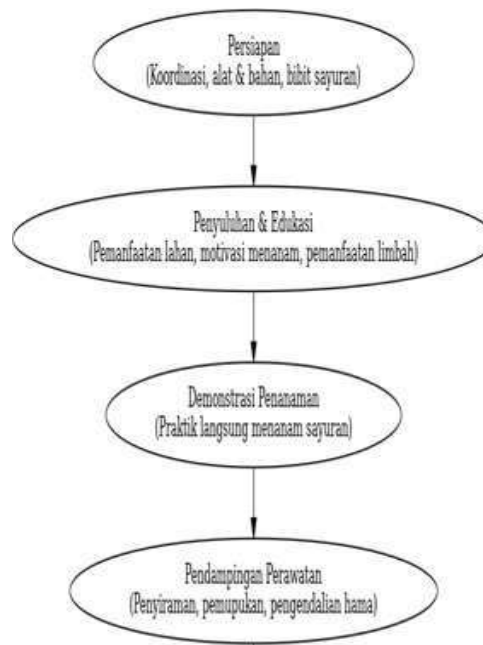 Persiapan
(Koordinasi, alat & bahan, bibit sayuran)
Penyuluhan & Edukasi
(Pemanfaatan lahan, motivasi menanam, pemanfaatan limbah)
Demonstrasi Penanaman
(Praktik langsung menanam sayuran)
Pendampingan Perawatan
(Penyiraman, pemupukan, pengendalian hama)